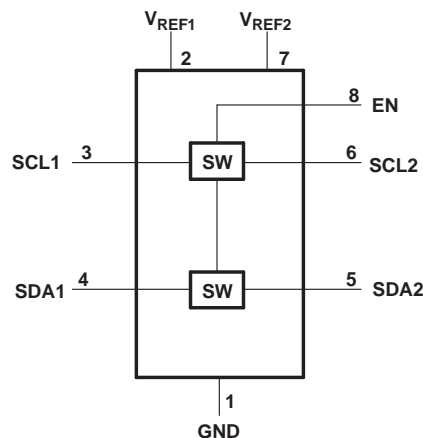 VREF1 VREF2
2 7
8 EN
SCL1 3 SW 6 SCL2
SDA1 4 SW 5 SDA2
1
GND